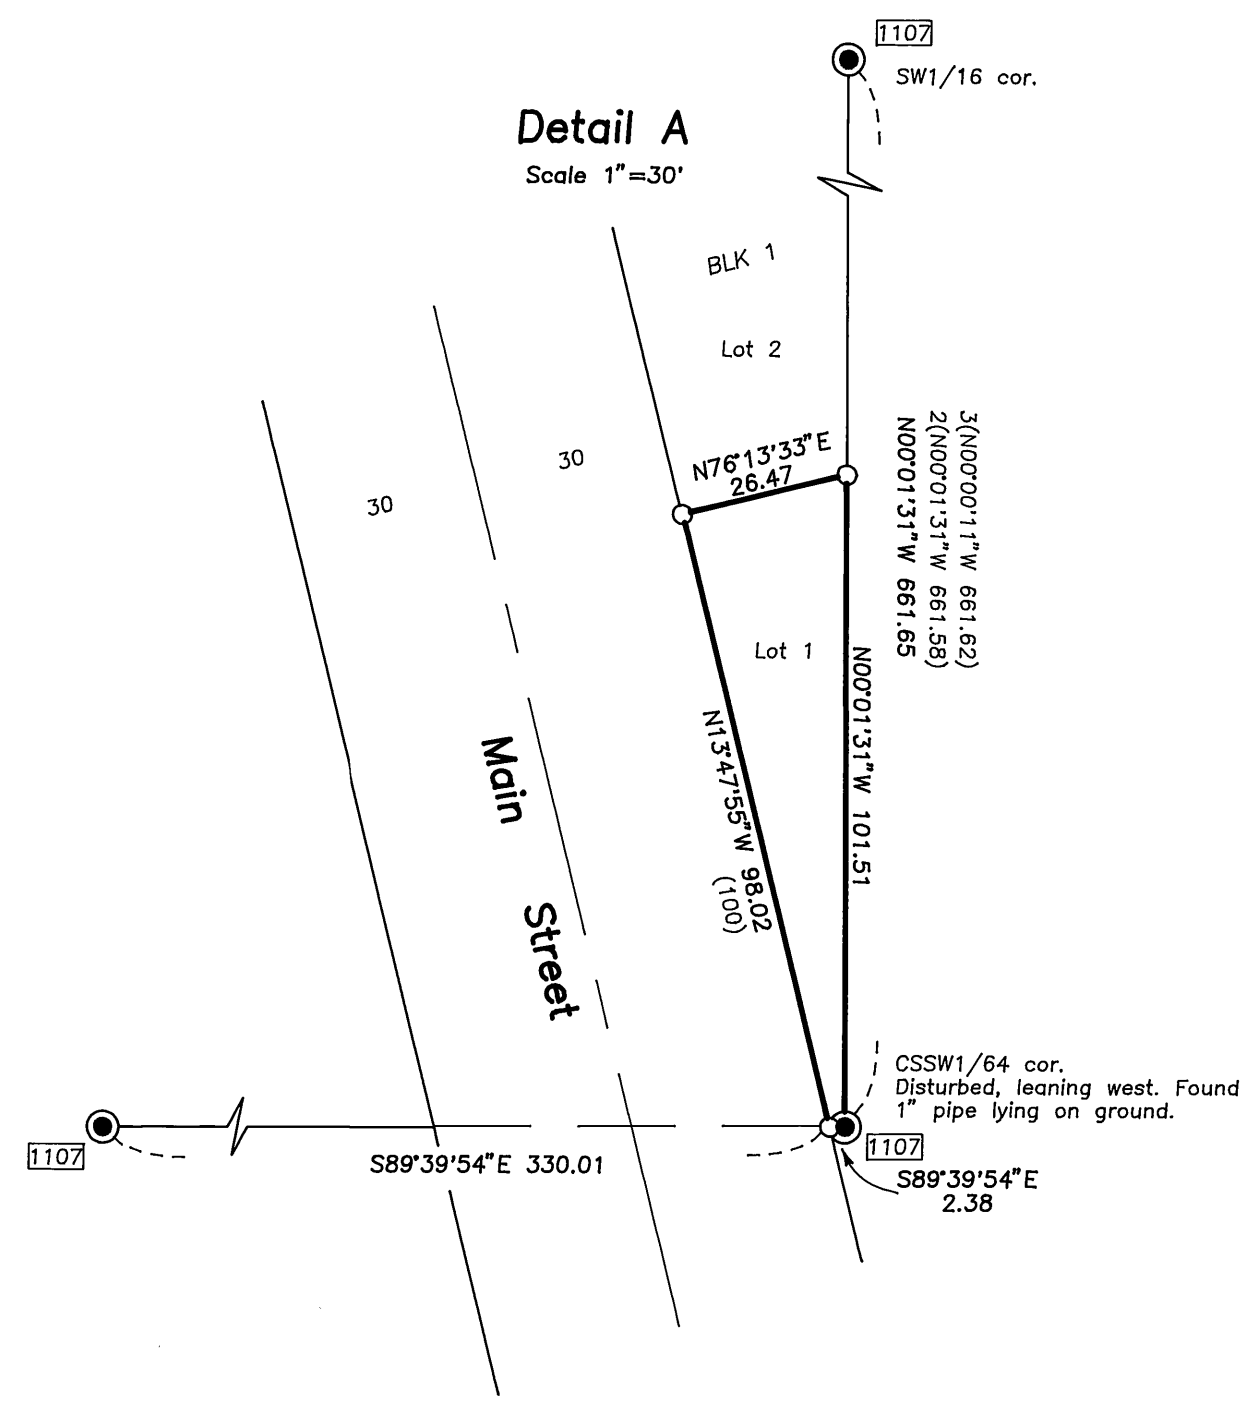 1107
SW1/16 cor.
Detail A
Scale 1"=30'
BLK 1
Lot 2
N76°13'33"E
26.47
30
30
3(N00°00'11"W 661.62)
2(N00°01'31"W 661.58)
N00°01'31"W 661.65
Lot 1
N00°01'31"W 101.51
N13°47'55"W 98.02
(100)
Main Street
CSSW1/64 cor.
Disturbed, leaning west. Found
1" pipe lying on ground.
1107
1107
S89°39'54"E 330.01
S89°39'54"E
2.38